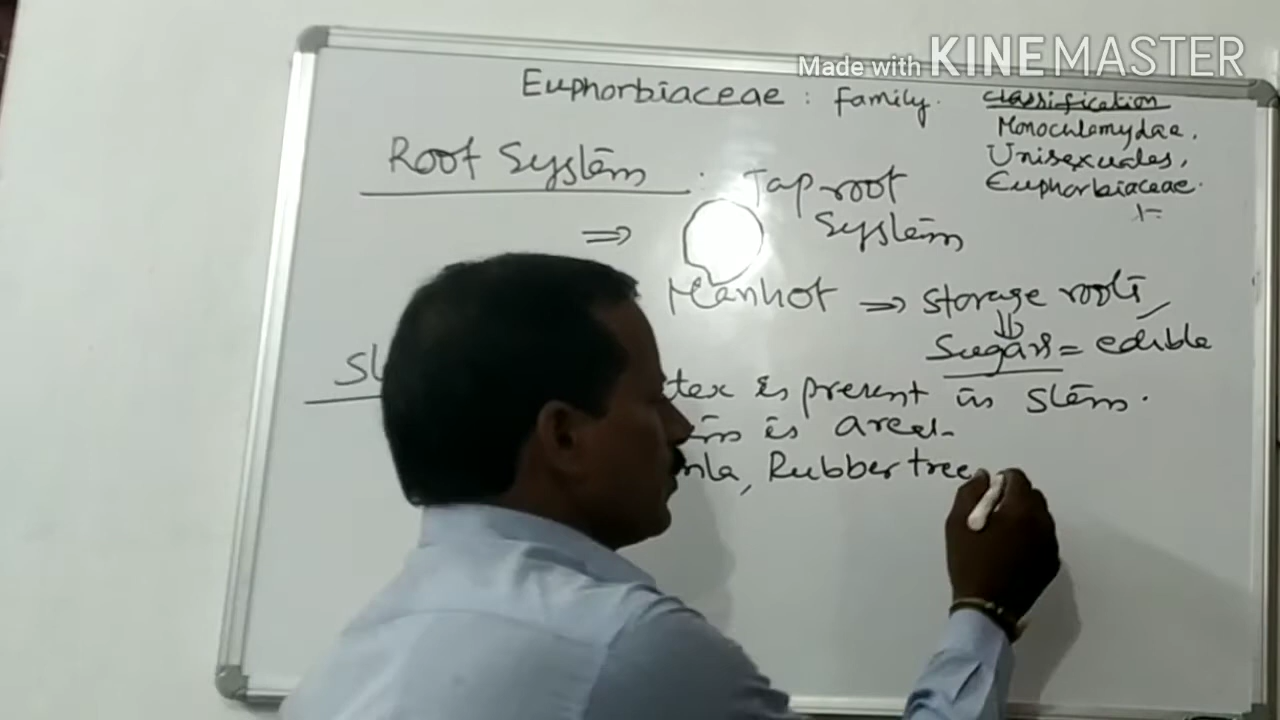 Made with KINEMASTER
Euphorbiaceae : Family.
classification
Monochlamydae.
Unisexuales,
Euphorbiaceae.
Root System : Tap root
⇒ System
Manhot ⇒ storage roots,
⇓
Sugars = edible
tex is present in stem.
is
Rubber tree